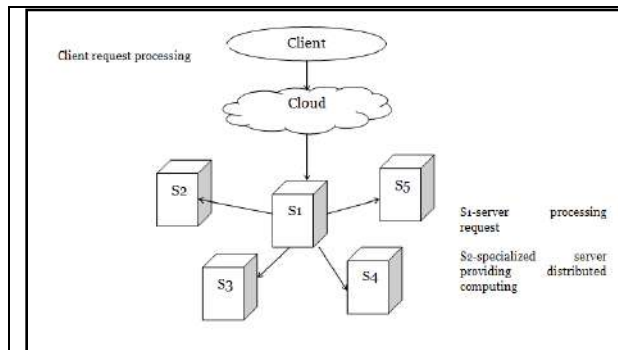 Client
Client request processing
Cloud
S2
S5
S1
S1-server processing
request
S2-specialized server
providing distributed
computing
S3
S4